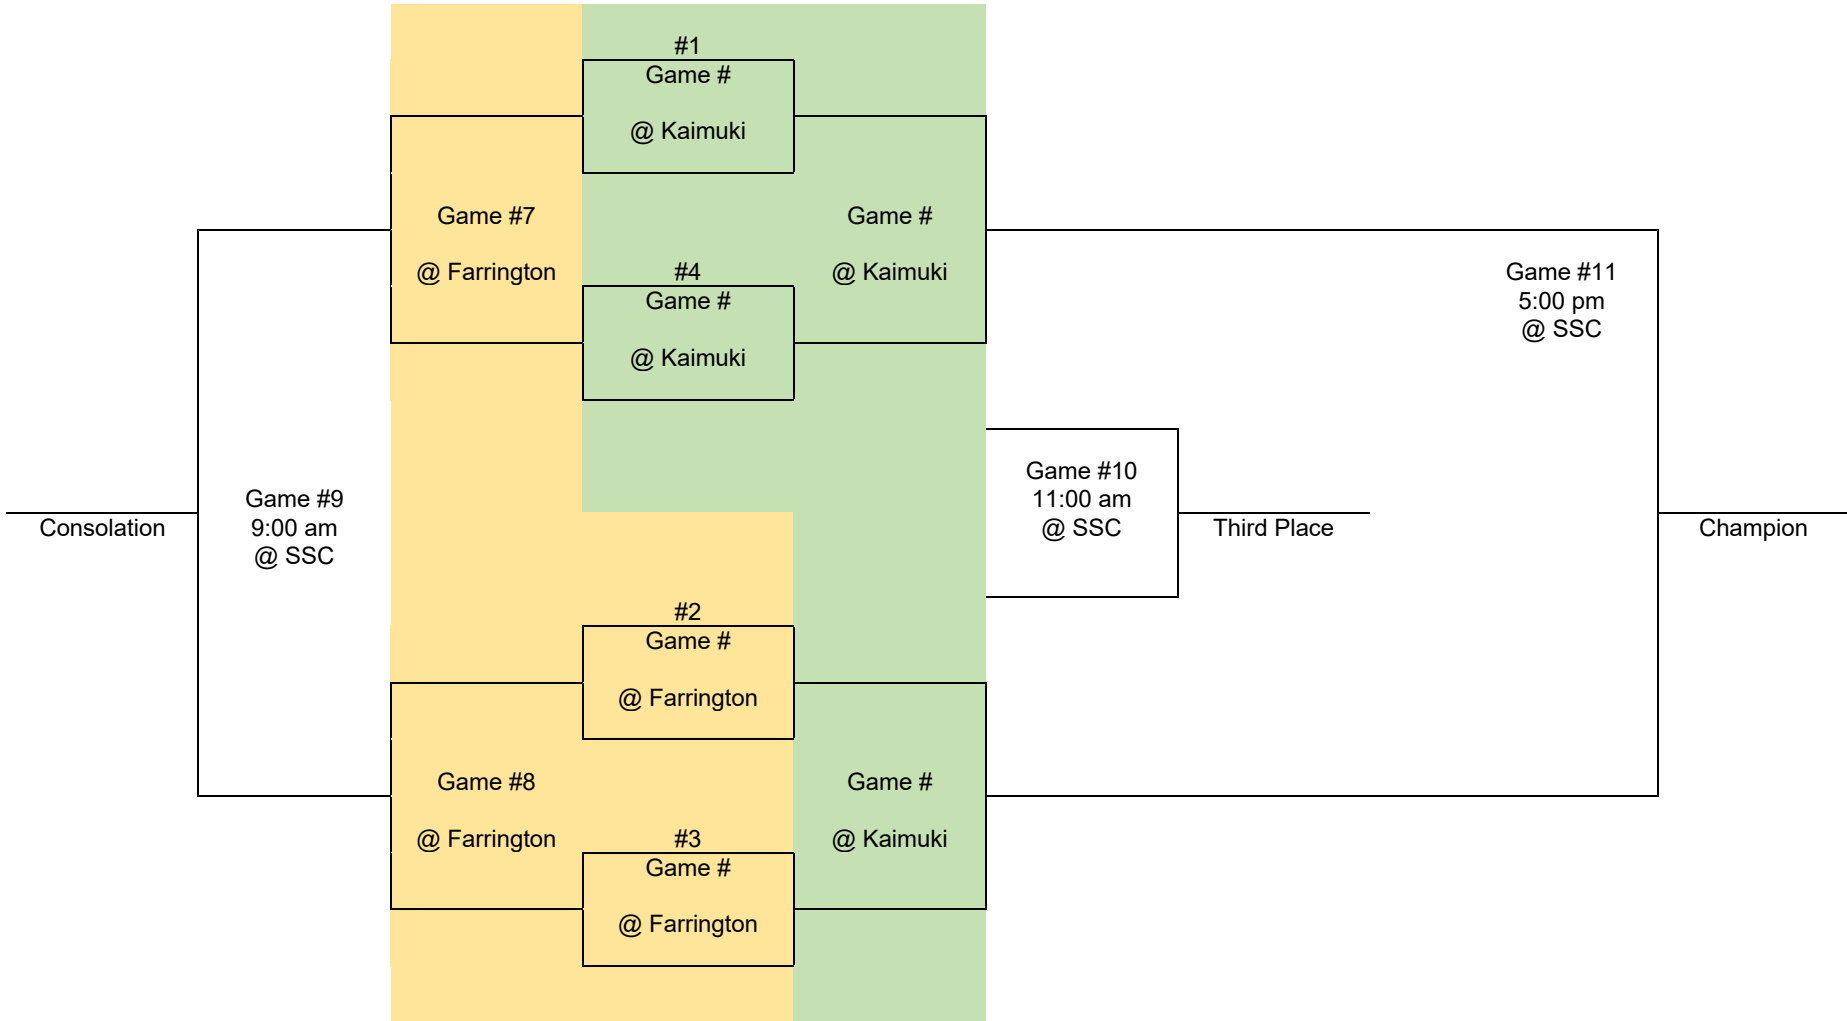 #1
Game #
@ Kaimuki
Game #7
@ Farrington
#4
Game #
@ Kaimuki
Game #
@ Kaimuki
Game #11
5:00 pm
@ SSC
Consolation
Game #9
9:00 am
@ SSC
Game #10
11:00 am
@ SSC
Third Place
Champion
#2
Game #
@ Farrington
Game #8
@ Farrington
#3
Game #
@ Farrington
Game #
@ Kaimuki